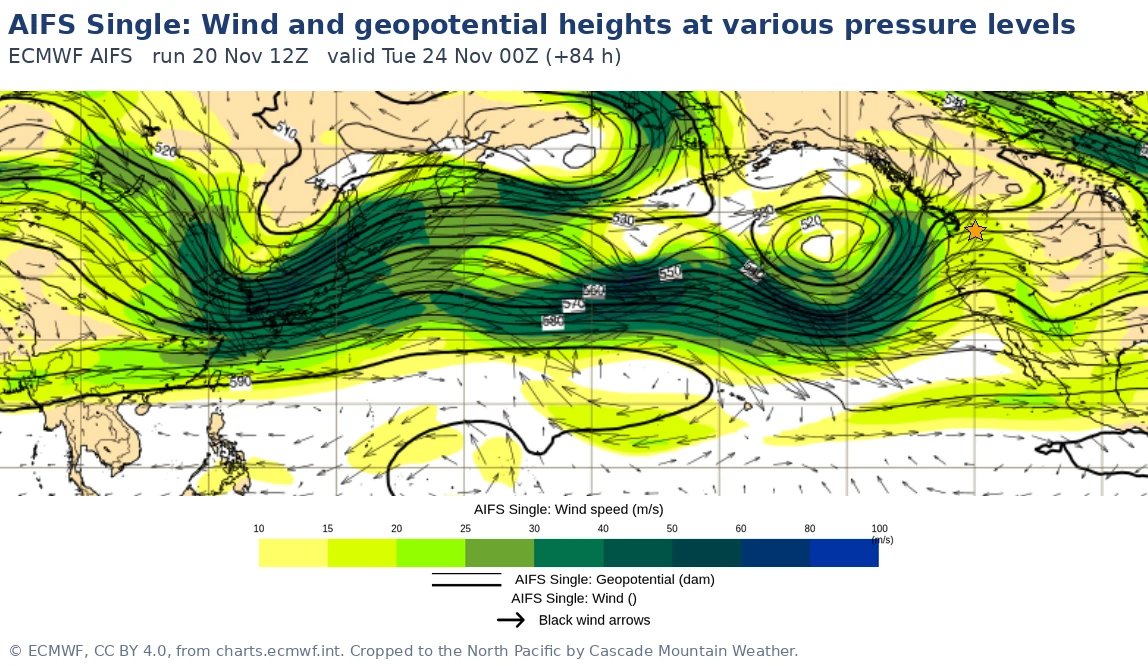 AIFS Single: Wind and geopotential heights at various pressure levels
ECMWF AIFS run 20 Nov 12Z valid Tue 24 Nov 00Z (+84 h)
540
510
520
530
520
550
560
570
580
590
AIFS Single: Wind speed (m/s)
10 15 20 25 30 40 50 60 80 100
(m/s)
AIFS Single: Geopotential (dam)
AIFS Single: Wind ()
Black wind arrows
© ECMWF, CC BY 4.0, from charts.ecmwf.int. Cropped to the North Pacific by Cascade Mountain Weather.